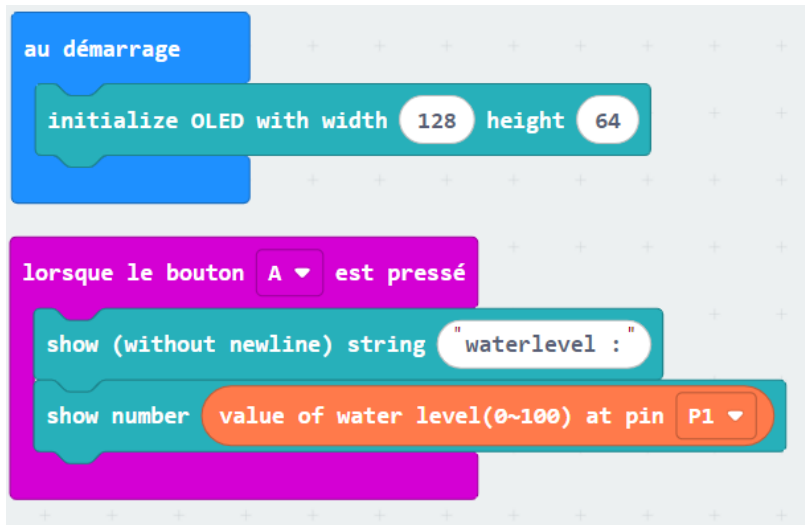 au démarrage
initialize OLED with width 128 height 64
lorsque le bouton A est pressé
show (without newline) string "waterlevel :"
show number value of water level(0~100) at pin P1